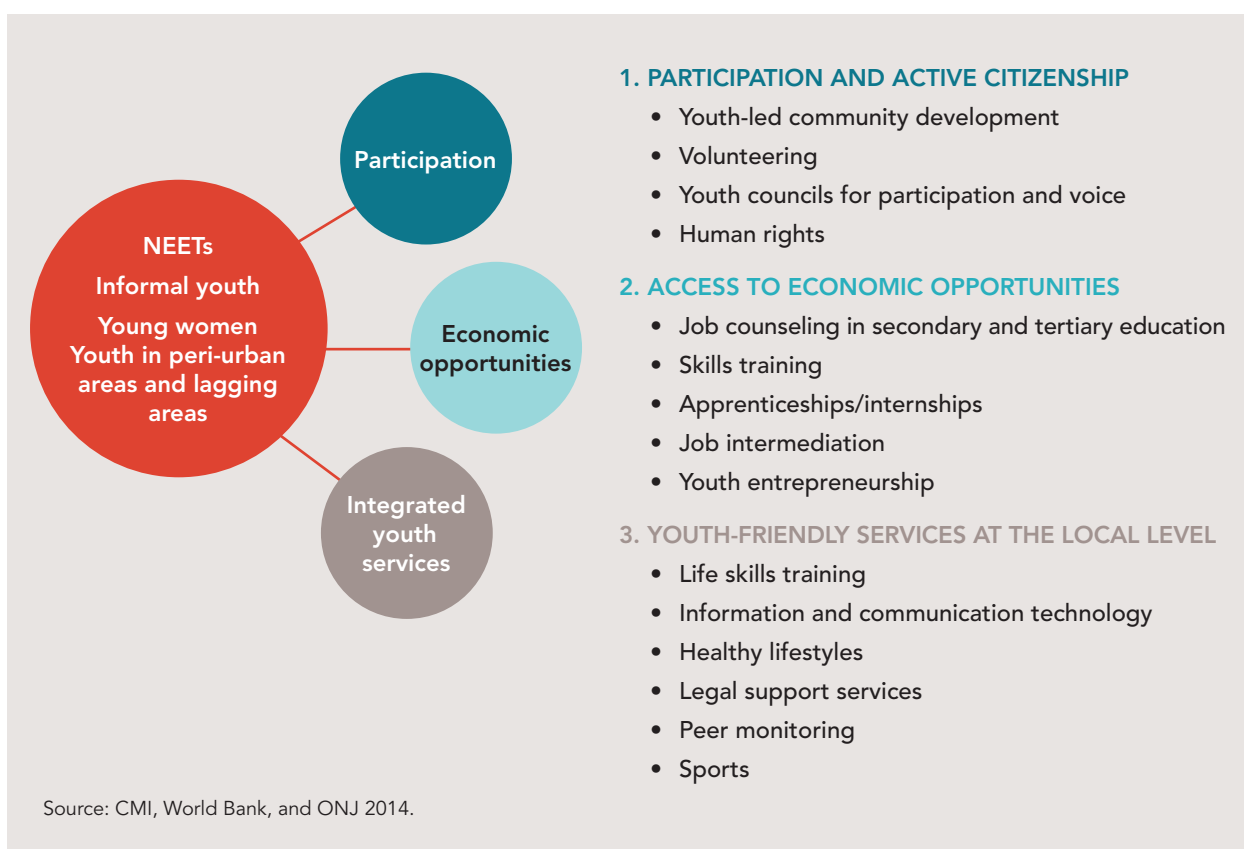 Participation
NEETs
Informal youth
Young women
Youth in peri-urban
areas and lagging
areas
Economic
opportunities
Integrated
youth
services
1. PARTICIPATION AND ACTIVE CITIZENSHIP
• Youth-led community development
• Volunteering
• Youth councils for participation and voice
• Human rights
2. ACCESS TO ECONOMIC OPPORTUNITIES
• Job counseling in secondary and tertiary education
• Skills training
• Apprenticeships/internships
• Job intermediation
• Youth entrepreneurship
3. YOUTH-FRIENDLY SERVICES AT THE LOCAL LEVEL
• Life skills training
• Information and communication technology
• Healthy lifestyles
• Legal support services
• Peer monitoring
• Sports
Source: CMI, World Bank, and ONJ 2014.